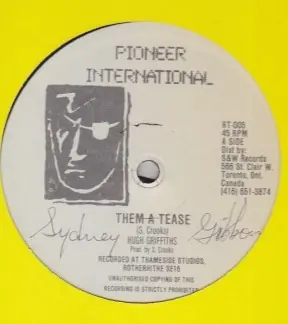 PIONEER
INTERNATIONAL
RT-005
45 RPM
A SIDE
Dist by:
S&W Records
566 St. Clair W.
Toronto, Ont.
Canada
(416) 651-3874
THEM A TEASE
(S. Crooks)
HUGH GRIFFITHS
Prod. by S. Crooks
Sydney Gibbon
RECORDED AT THAMESIDE STUDIOS,
ROTHERHITHE SE16
UNAUTHORISED COPYING OF THIS
RECORDING IS STRICTLY PROHIBITED